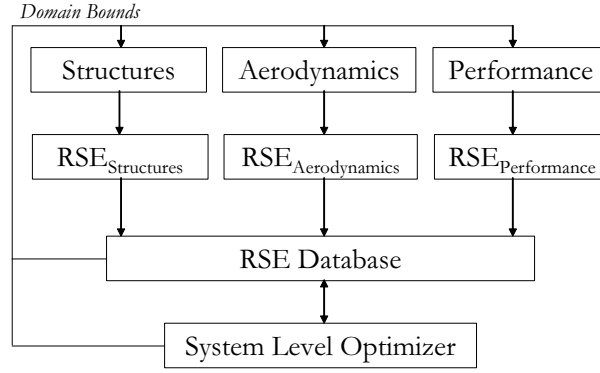 Domain Bounds
Structures Aerodynamics Performance
RSEStructures RSEAerodynamics RSEPerformance
RSE Database
System Level Optimizer